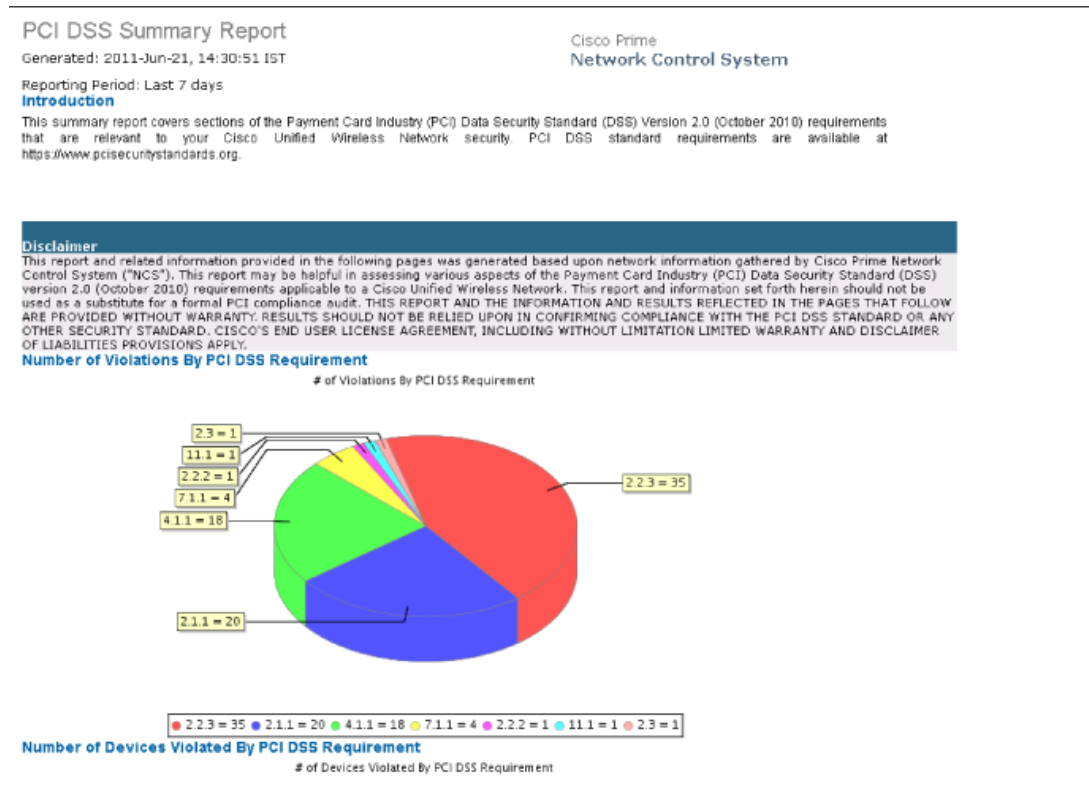 PCI DSS Summary Report
Cisco Prime
Generated: 2011-Jun-21, 14:30:51 IST
Network Control System
Reporting Period: Last 7 days
Introduction
This summary report covers sections of the Payment Card Industry (PCI) Data Security Standard (DSS) Version 2.0 (October 2010) requirements
that are relevant to your Cisco Unified Wireless Network security. PCI DSS standard requirements are available at
https://www.pcisecuritystandards.org.
Disclaimer
This report and related information provided in the following pages was generated based upon network information gathered by Cisco Prime Network
Control System ("NCS"). This report may be helpful in assessing various aspects of the Payment Card Industry (PCI) Data Security Standard (DSS)
version 2.0 (October 2010) requirements applicable to a Cisco Unified Wireless Network. This report and information set forth herein should not be
used as a substitute for a formal PCI compliance audit. THIS REPORT AND THE INFORMATION AND RESULTS REFLECTED IN THE PAGES THAT FOLLOW
ARE PROVIDED WITHOUT WARRANTY. RESULTS SHOULD NOT BE RELIED UPON IN CONFIRMING COMPLIANCE WITH THE PCI DSS STANDARD OR ANY
OTHER SECURITY STANDARD. CISCO'S END USER LICENSE AGREEMENT, INCLUDING WITHOUT LIMITATION LIMITED WARRANTY AND DISCLAIMER
OF LIABILITIES PROVISIONS APPLY.
Number of Violations By PCI DSS Requirement
# of Violations By PCI DSS Requirement
2.3 = 1
11.1 = 1
2.2.2 = 1
7.1.1 = 4
4.1.1 = 18
2.1.1 = 20
2.2.3 = 35
2.2.3 = 35 2.1.1 = 20 4.1.1 = 18 7.1.1 = 4 2.2.2 = 1 11.1 = 1 2.3 = 1
Number of Devices Violated By PCI DSS Requirement
# of Devices Violated By PCI DSS Requirement